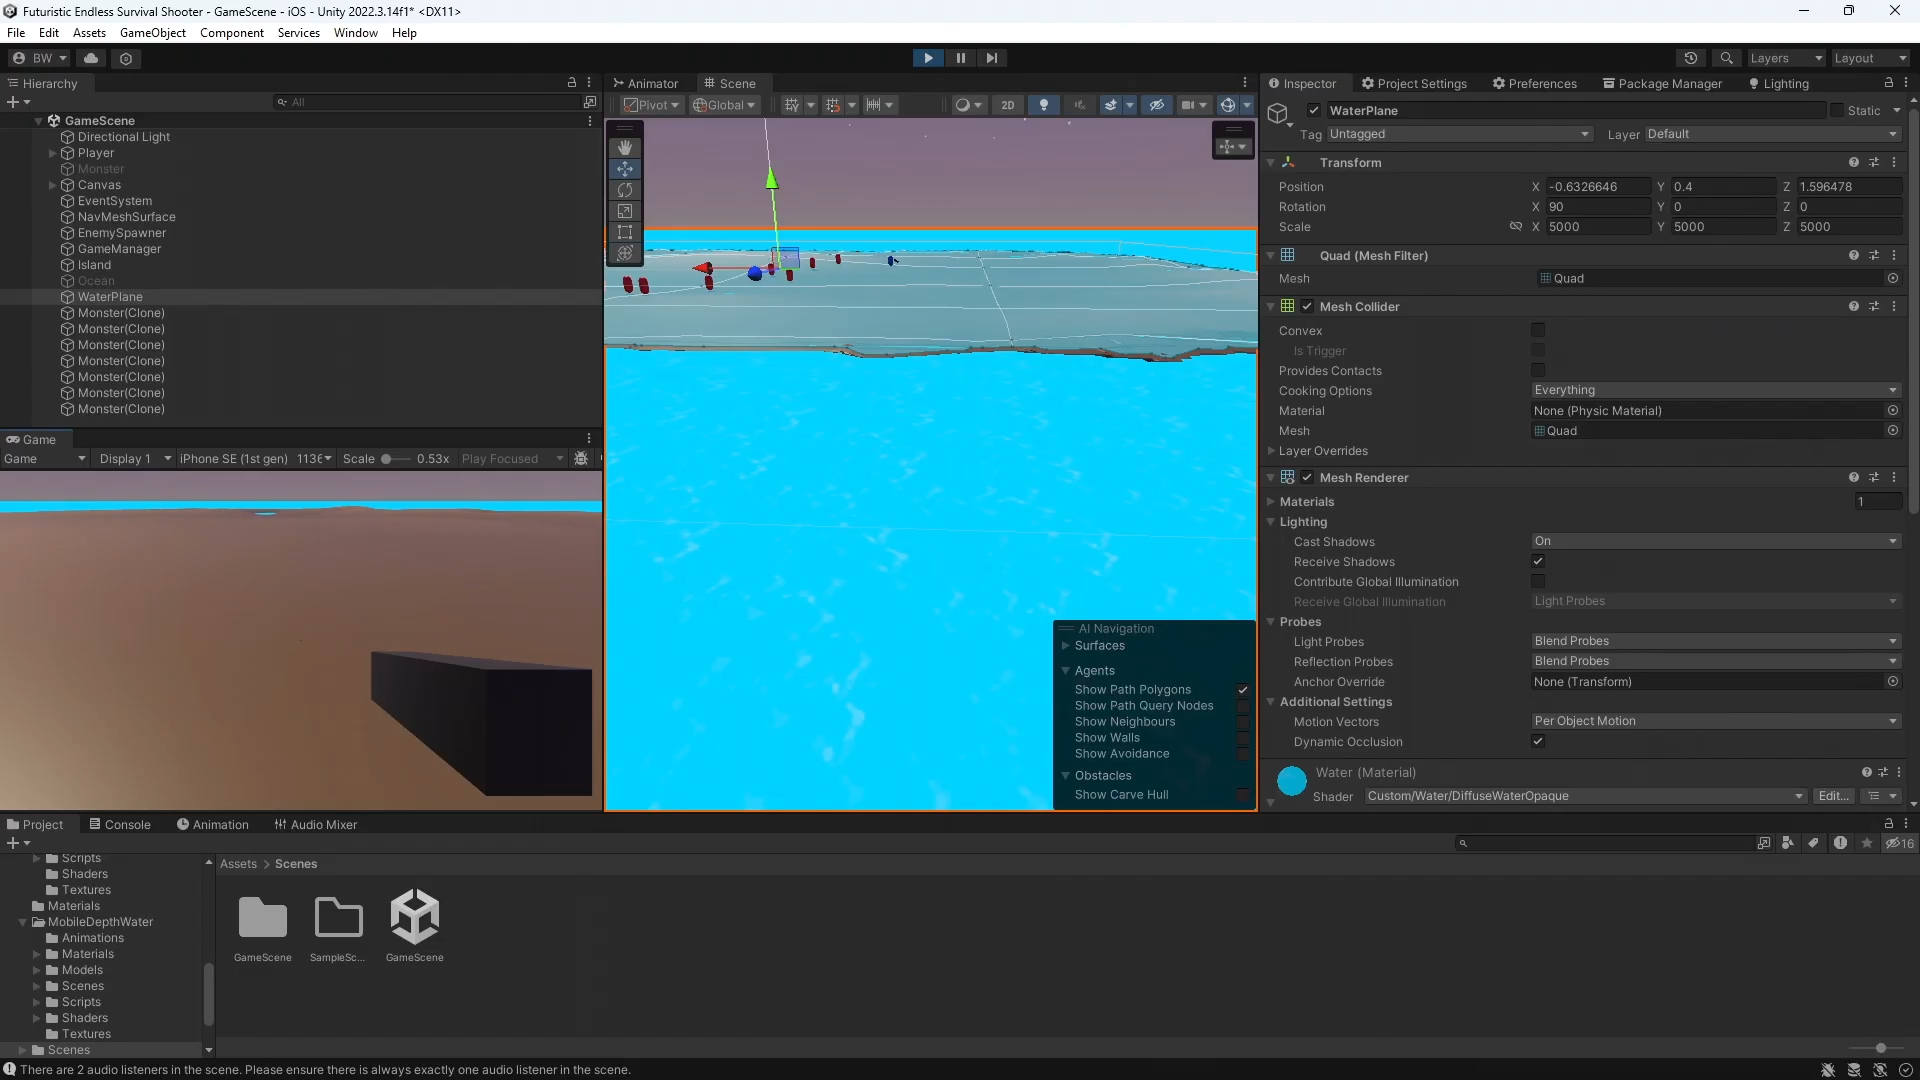 Futuristic Endless Survival Shooter - GameScene - iOS - Unity 2022.3.14f1* <DX11>
File Edit Assets GameObject Component Services Window Help
BW Layers Layout
Hierarchy
All
GameScene
Directional Light
Player
Monster
Canvas
EventSystem
NavMeshSurface
EnemySpawner
GameManager
Island
Ocean
WaterPlane
Monster(Clone)
Monster(Clone)
Monster(Clone)
Monster(Clone)
Monster(Clone)
Monster(Clone)
Monster(Clone)
Game
Game Display 1 iPhone SE (1st gen) 1136 Scale 0.53x Play Focused
Animator Scene
Pivot Global 2D
AI Navigation
Surfaces
Agents
Show Path Polygons
Show Path Query Nodes
Show Neighbours
Show Walls
Show Avoidance
Obstacles
Show Carve Hull
Inspector Project Settings Preferences Package Manager Lighting
WaterPlane Static
Tag Untagged Layer Default
Transform
Position X -0.6326646 Y 0.4 Z 1.596478
Rotation X 90 Y 0 Z 0
Scale X 5000 Y 5000 Z 5000
Quad (Mesh Filter)
Mesh Quad
Mesh Collider
Convex
Is Trigger
Provides Contacts
Cooking Options Everything
Material None (Physic Material)
Mesh Quad
Layer Overrides
Mesh Renderer
Materials 1
Lighting
Cast Shadows On
Receive Shadows
Contribute Global Illumination
Receive Global Illumination Light Probes
Probes
Light Probes Blend Probes
Reflection Probes Blend Probes
Anchor Override None (Transform)
Additional Settings
Motion Vectors Per Object Motion
Dynamic Occlusion
Water (Material)
Shader Custom/Water/DiffuseWaterOpaque Edit...
Project Console Animation Audio Mixer
16
Scripts
Shaders
Textures
Materials
MobileDepthWater
Animations
Materials
Models
Scenes
Scripts
Shaders
Textures
Scenes
Assets > Scenes
GameScene SampleSc... GameScene
There are 2 audio listeners in the scene. Please ensure there is always exactly one audio listener in the scene.